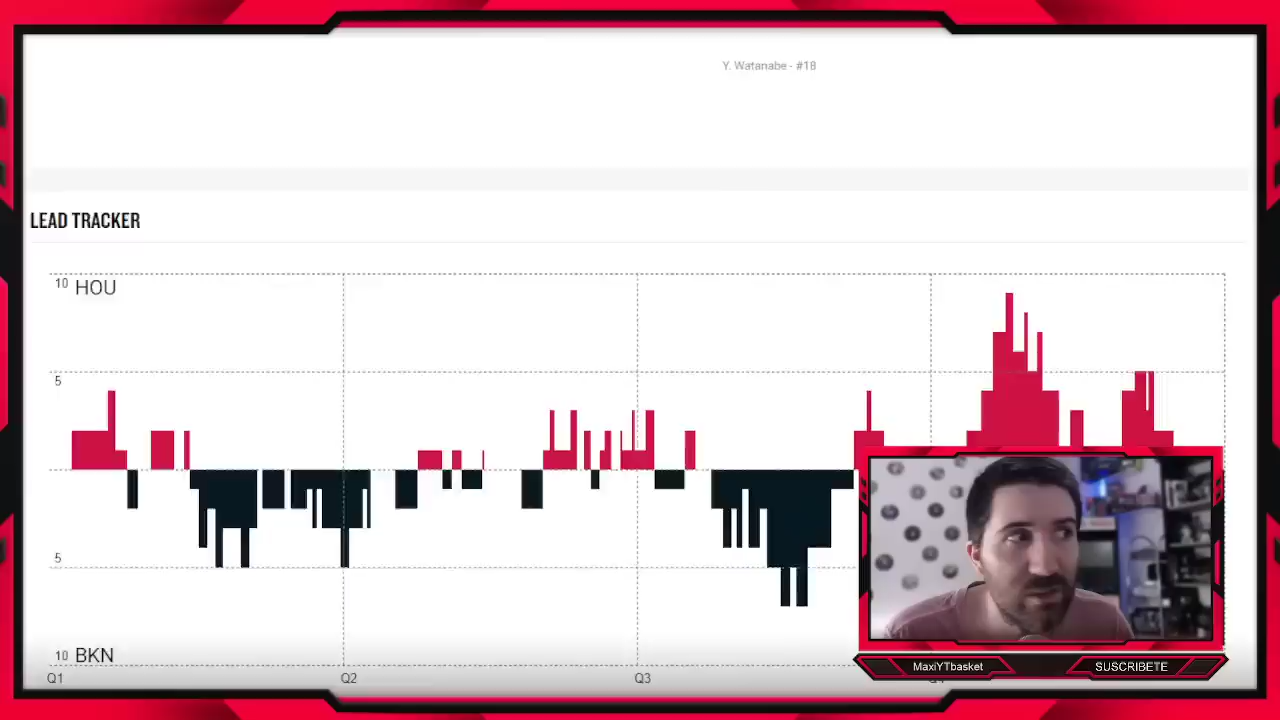 Y. Watanabe - #18
LEAD TRACKER
10 HOU
5
5
10 BKN
Q1 Q2 Q3
MaxiYTbasket
SUSCRIBETE